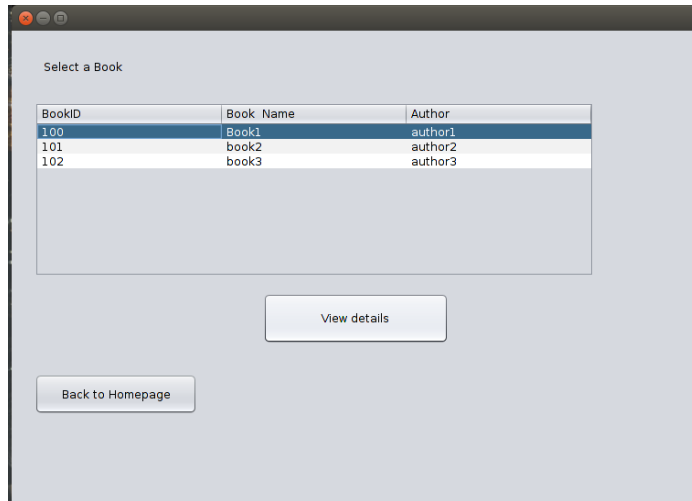 Select a Book
BookID Book Name Author
100 Book1 author1
101 book2 author2
102 book3 author3
View details
Back to Homepage